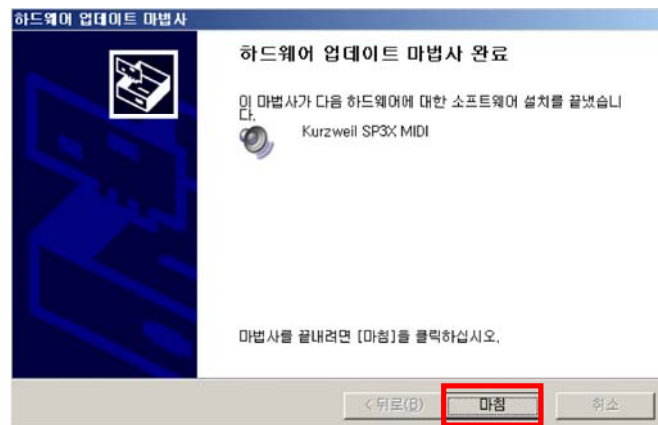 하드웨어 업데이트 마법사
하드웨어 업데이트 마법사 완료
이 마법사가 다음 하드웨어에 대한 소프트웨어 설치를 끝냈습니
다.
Kurzweil SP3X MIDI
마법사를 끝내려면 [마침]을 클릭하십시오.
< 뒤로(B)
마침
취소